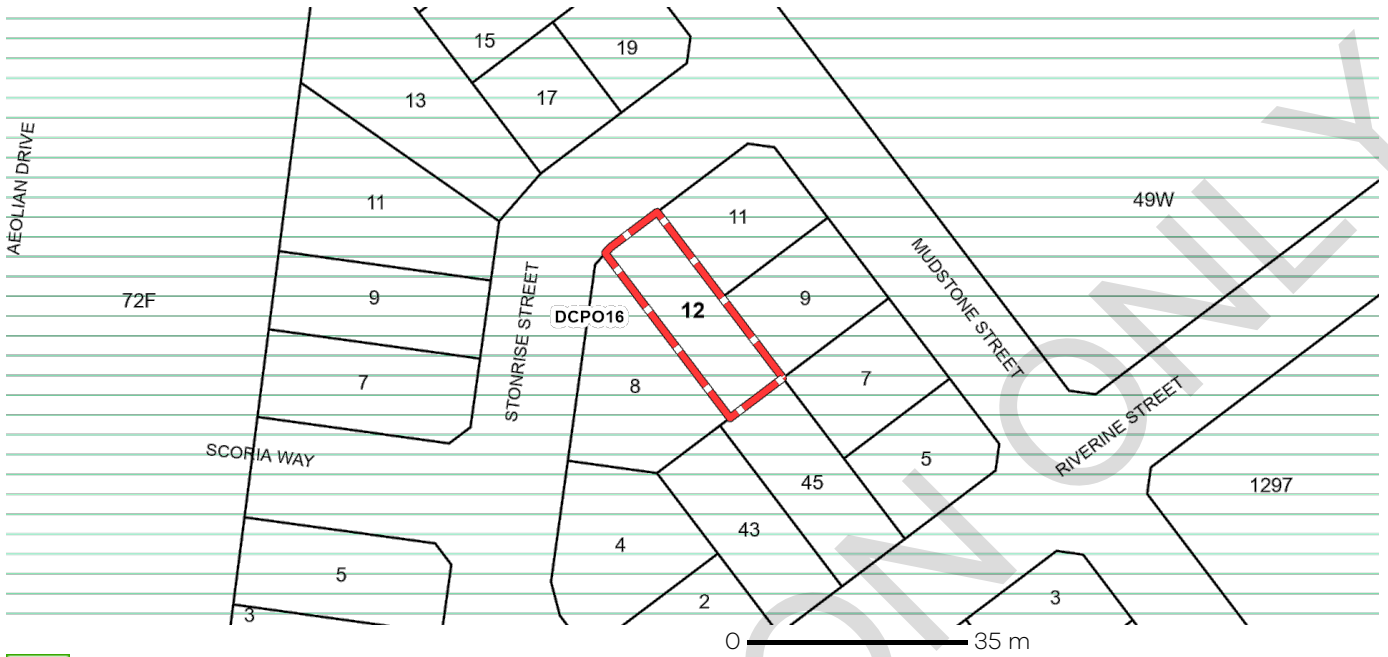 15
19
13
17
AEOLIAN DRIVE
11
11
49W
72F
9
STONRISE STREET
DCPO16
12
9
MUDSTONE STREET
7
8
7
SCORIA WAY
RIVERINE STREET
5
45
1297
43
4
5
2
3
3
ON ONLY
0 35 m